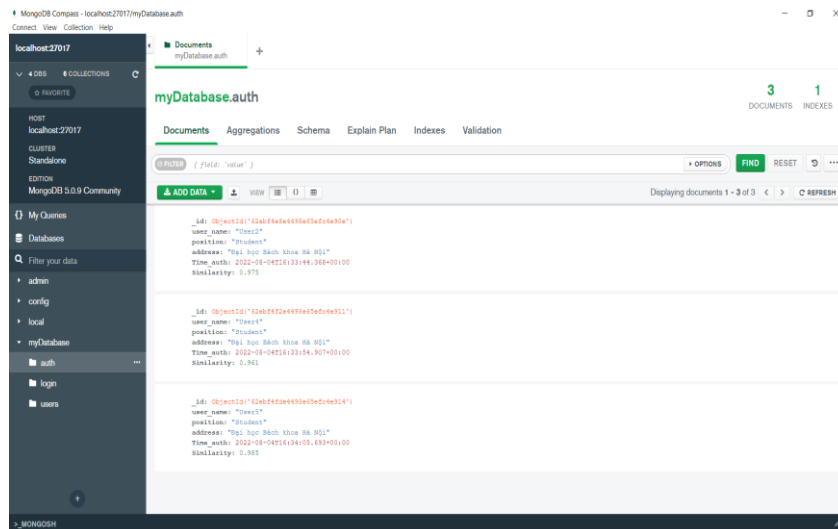 MongoDB Compass - localhost:27017/myDatabase.auth
Connect View Collection Help
localhost:27017
Documents
myDatabase.auth
4 DBS 6 COLLECTIONS
FAVORITE
HOST
localhost:27017
CLUSTER
Standalone
EDITION
MongoDB 5.0.9 Community
My Queries
Databases
Filter your data
admin
config
local
myDatabase
auth
login
users
myDatabase.auth
3
DOCUMENTS
1
INDEXES
Documents Aggregations Schema Explain Plan Indexes Validation
FILTER { field: 'value' }
OPTIONS FIND RESET
ADD DATA VIEW
Displaying documents 1 - 3 of 3 REFRESH
_id:
user_name: "User2"
position: "Student"
address: "Đại học Bách khoa Hà Nội"
Time_auth: 2022-08-04T16:33:44.368+00:00
Similarity: 0.975
_id:
user_name: "User4"
position: "Student"
address: "Đại học Bách khoa Hà Nội"
Time_auth: 2022-08-04T16:33:54.907+00:00
Similarity: 0.961
_id:
user_name: "User5"
position: "Student"
address: "Đại học Bách khoa Hà Nội"
Time_auth: 2022-08-04T16:34:05.693+00:00
Similarity: 0.985
>_MONGOSH